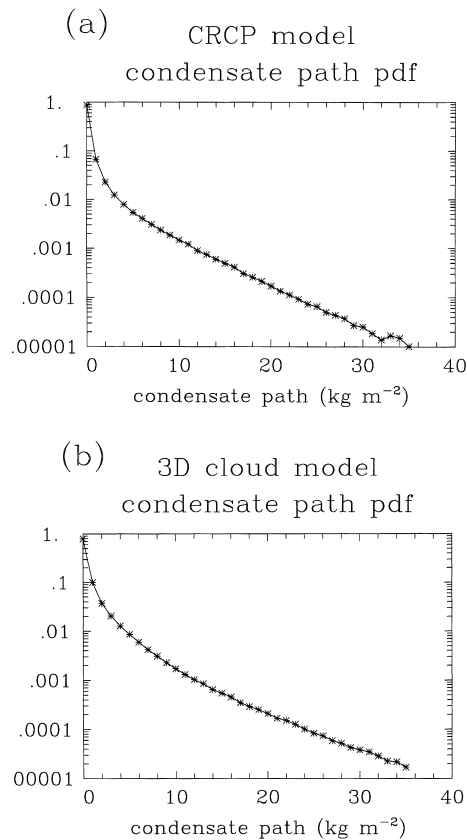 (a)
CRCP model
condensate path pdf
1.
.1
.01
.001
.0001
.00001
0 10 20 30 40
condensate path (kg m⁻²)
(b)
3D cloud model
condensate path pdf
1.
.1
.01
.001
.0001
00001
0 10 20 30 40
condensate path (kg m⁻²)